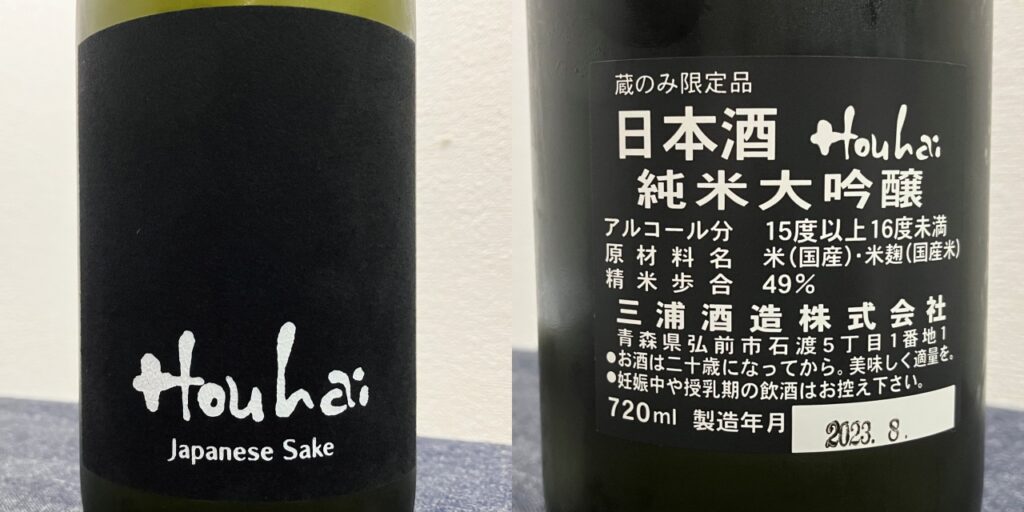 Houhai
Japanese Sake
蔵のみ限定品
日本酒 Houhai
純米大吟醸
アルコール分 15度以上16度未満
原材料名 米(国産)・米麹(国産米)
精米歩合 49%
三浦酒造株式会社
青森県弘前市石渡5丁目1番地1
●お酒は二十歳になってから。美味しく適量を。
●妊娠中や授乳期の飲酒はお控え下さい。
720ml 製造年月 2023. 8.